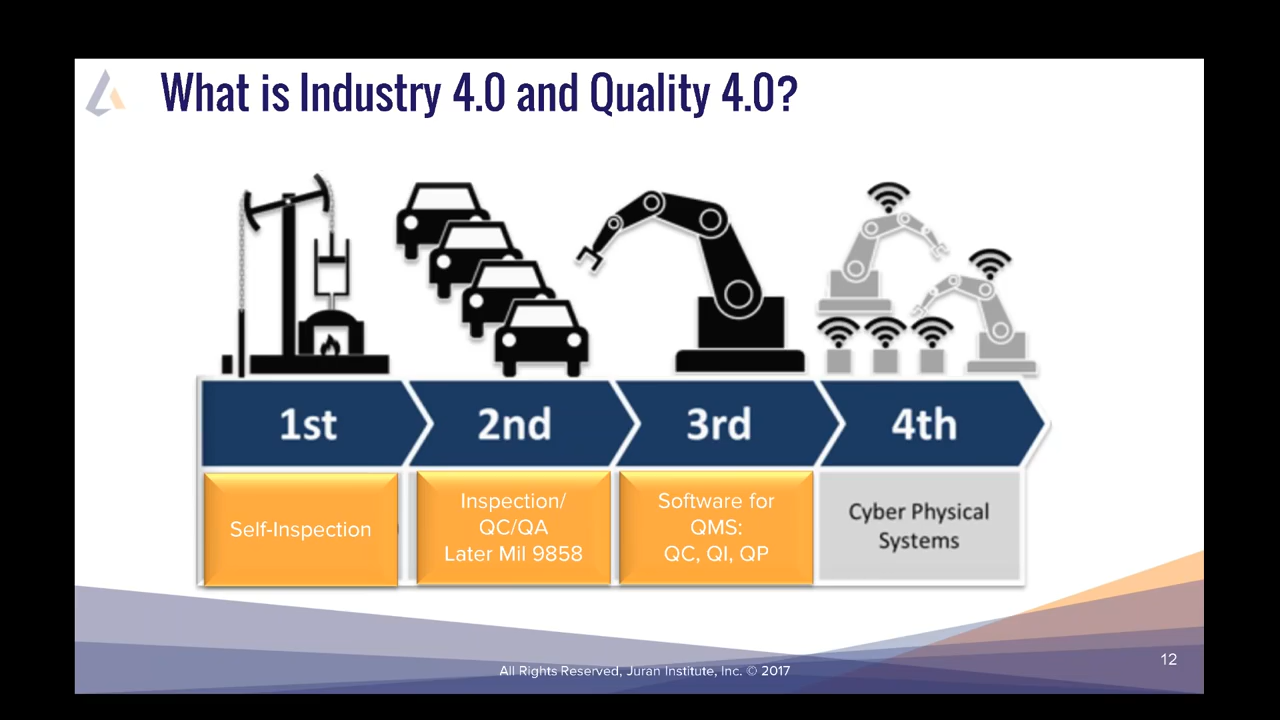 What is Industry 4.0 and Quality 4.0?
1st
2nd
3rd
4th
Self-Inspection
Inspection/
QC/QA
Later Mil 9858
Software for
QMS:
QC, QI, QP
Cyber Physical
Systems
All Rights Reserved, Juran Institute, Inc. © 2017
12